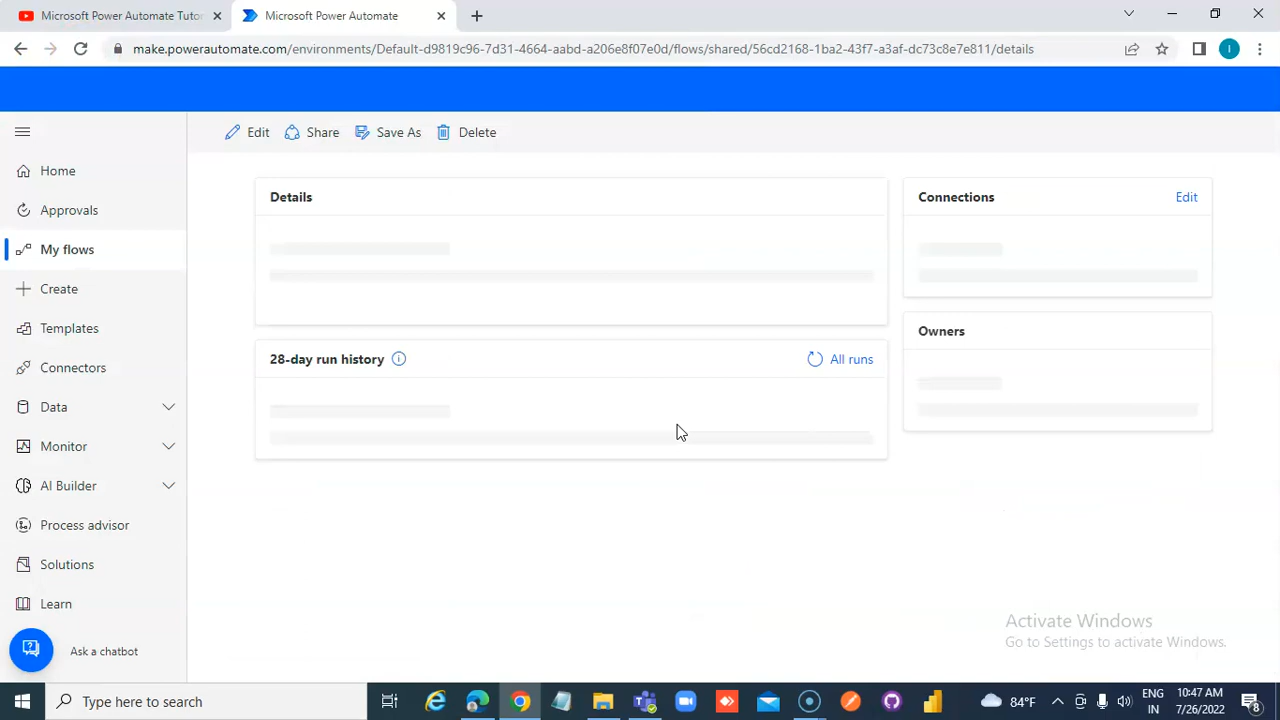 Microsoft Power Automate Tutor
Microsoft Power Automate
make.powerautomate.com/environments/Default-d9819c96-7d31-4664-aabd-a206e8f07e0d/flows/shared/56cd2168-1ba2-43f7-a3af-dc73c8e7e811/details
I
Edit
Share
Save As
Delete
Home
Approvals
My flows
Create
Templates
Connectors
Data
Monitor
AI Builder
Process advisor
Solutions
Learn
Ask a chatbot
Details
28-day run history
All runs
Connections
Edit
Owners
Activate Windows
Go to Settings to activate Windows.
Type here to search
84°F
ENG
IN
10:47 AM
7/26/2022
8